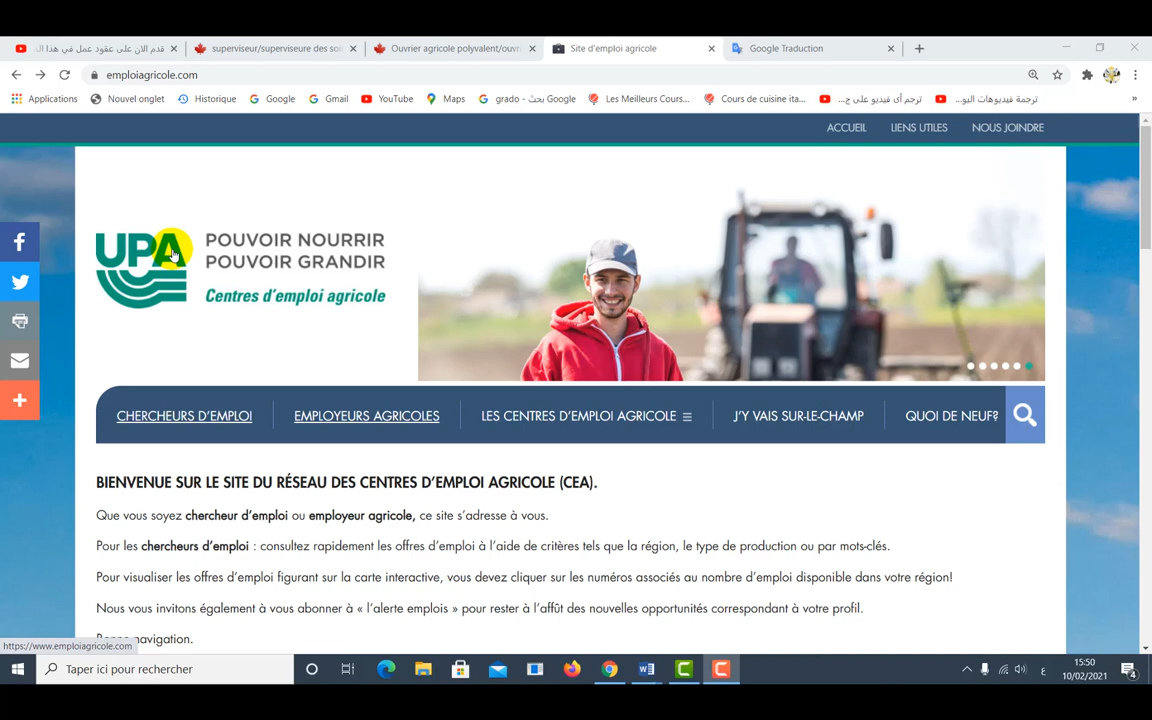 قدم الان على عقود عمل في هذا الـ
superviseur/superviseure des so
Ouvrier agricole polyvalent/ouvri
Site d'emploi agricole
Google Traduction
emploiagricole.com
Applications
Nouvel onglet
Historique
Google
Gmail
YouTube
Maps
grado - بحث Google
Les Meilleurs Cours...
Cours de cuisine ita...
ترجم أي فيديو على ج...
ترجمة فيديوهات اليو...
»
ACCUEIL
LIENS UTILES
NOUS JOINDRE
UPA
POUVOIR NOURRIR
POUVOIR GRANDIR
Centres d'emploi agricole
CHERCHEURS D'EMPLOI
EMPLOYEURS AGRICOLES
LES CENTRES D'EMPLOI AGRICOLE
J'Y VAIS SUR-LE-CHAMP
QUOI DE NEUF?
BIENVENUE SUR LE SITE DU RÉSEAU DES CENTRES D'EMPLOI AGRICOLE (CEA).
Que vous soyez chercheur d'emploi ou employeur agricole, ce site s'adresse à vous.
Pour les chercheurs d'emploi : consultez rapidement les offres d'emploi à l'aide de critères tels que la région, le type de production ou par mots-clés.
Pour visualiser les offres d'emploi figurant sur la carte interactive, vous devez cliquer sur les numéros associés au nombre d'emploi disponible dans votre région!
Nous vous invitons également à vous abonner à « l'alerte emplois » pour rester à l'affût des nouvelles opportunités correspondant à votre profil.
navigation.
https://www.emploiagricole.com
Taper ici pour rechercher
ع
15:50
10/02/2021
4